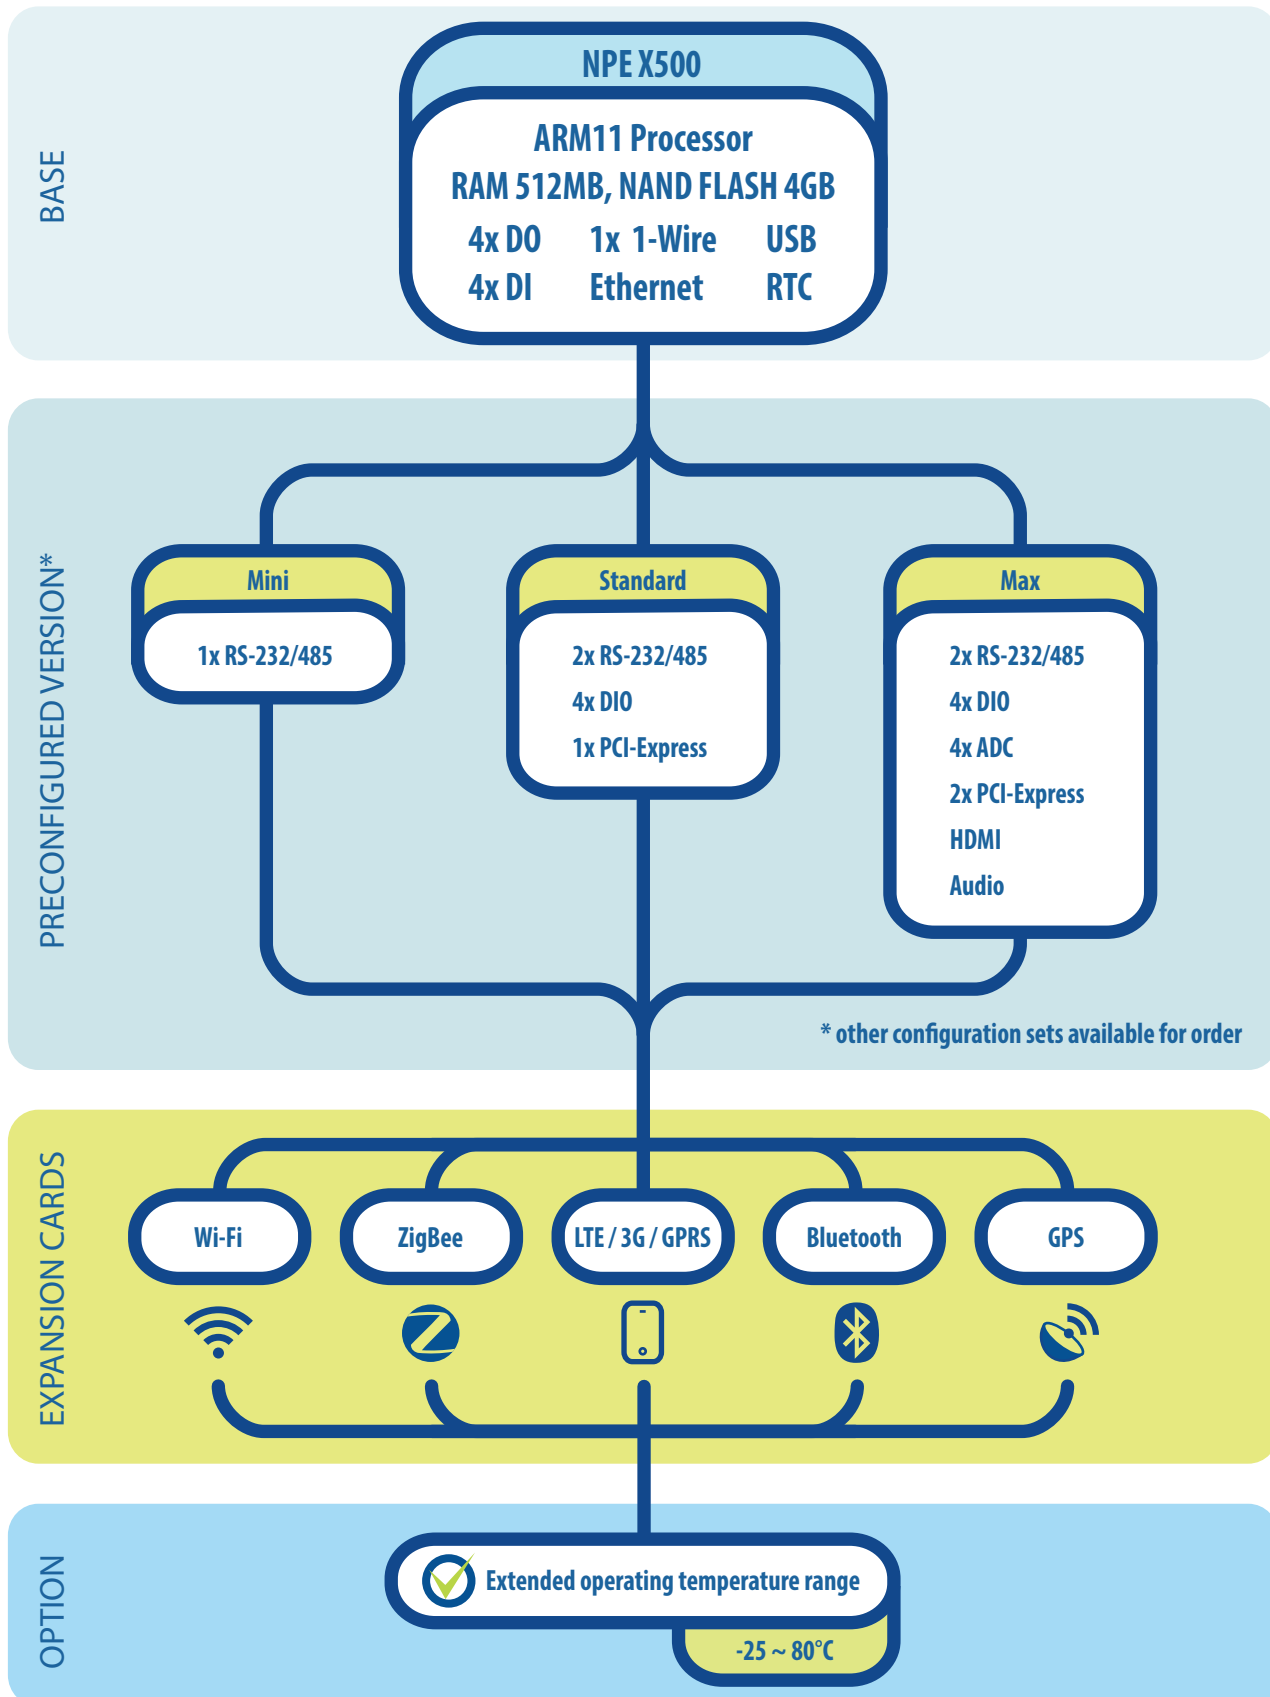 BASE
NPE X500
ARM11 Processor
RAM 512MB, NAND FLASH 4GB
4x DO 1x 1-Wire USB
4x DI Ethernet RTC
PRECONFIGURED VERSION*
Mini
1x RS-232/485
Standard
2x RS-232/485
4x DIO
1x PCI-Express
Max
2x RS-232/485
4x DIO
4x ADC
2x PCI-Express
HDMI
Audio
* other configuration sets available for order
EXPANSION CARDS
Wi-Fi
ZigBee
LTE / 3G / GPRS
Bluetooth
GPS
OPTION
Extended operating temperature range
-25 ~ 80°C